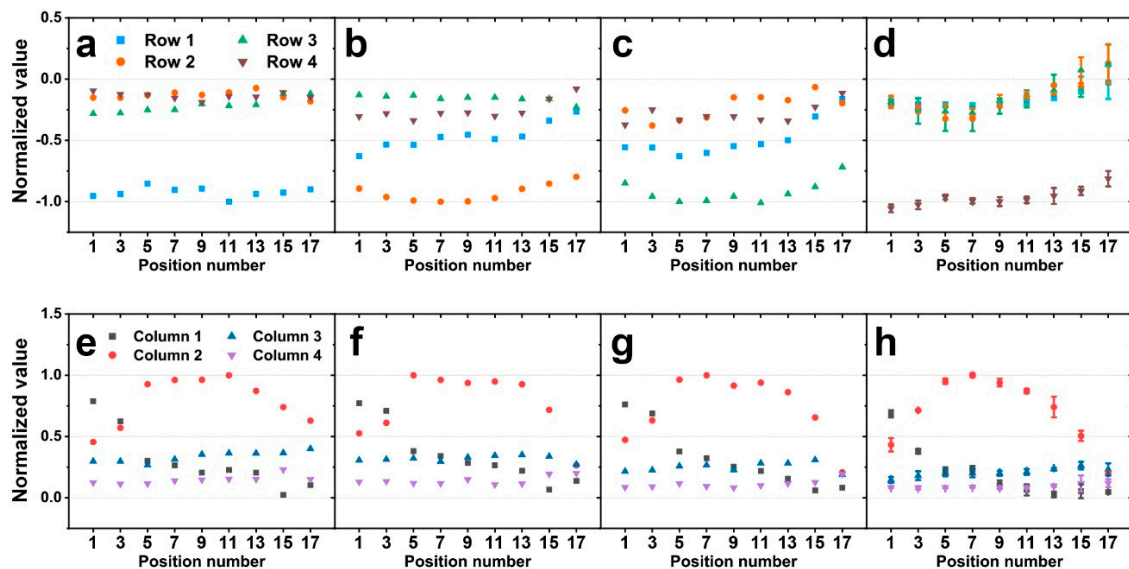 Normalized value
0.5
0.0
-0.5
-1.0
a
Row 1 Row 3
Row 2 Row 4
b
c
d
1 3 5 7 9 11 13 15 17
1 3 5 7 9 11 13 15 17
1 3 5 7 9 11 13 15 17
1 3 5 7 9 11 13 15 17
Position number
Position number
Position number
Position number
Normalized value
1.5
1.0
0.5
0.0
e
Column 1 Column 3
Column 2 Column 4
f
g
h
1 3 5 7 9 11 13 15 17
1 3 5 7 9 11 13 15 17
1 3 5 7 9 11 13 15 17
1 3 5 7 9 11 13 15 17
Position number
Position number
Position number
Position number